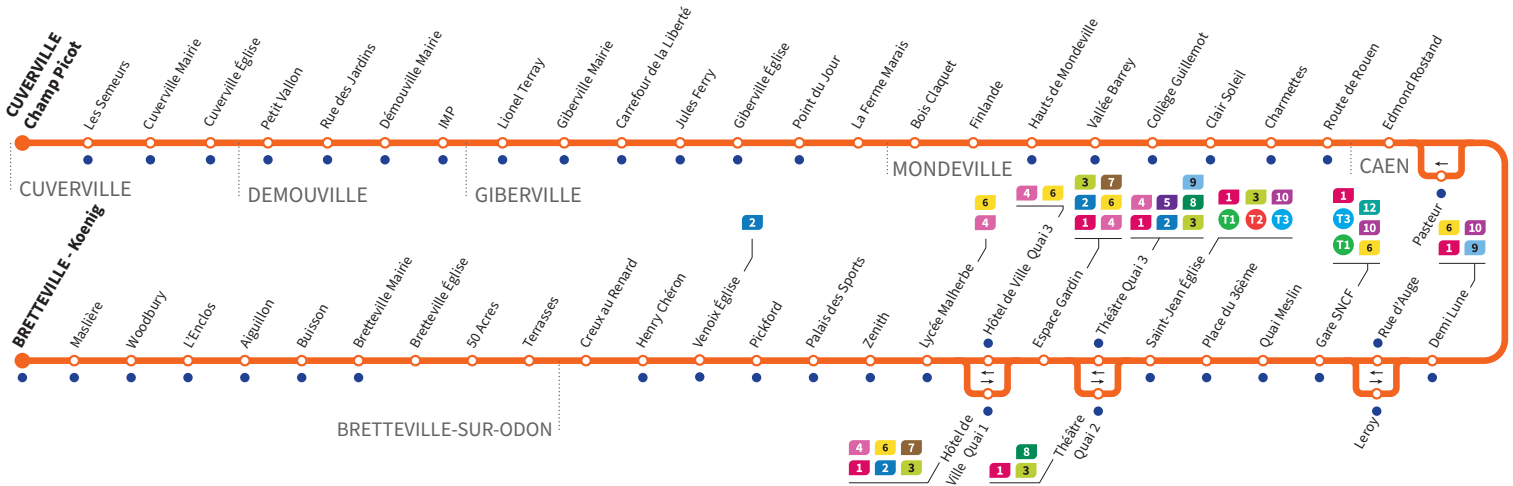 CUVERVILLE
Champ Picot
Les Semeurs
Cuverville Mairie
Cuverville Église
Petit Vallon
Rue des Jardins
Démouville Mairie
IMP
Lionel Terray
Giberville Mairie
Carrefour de la Liberté
Jules Ferry
Giberville Église
Point du Jour
La Ferme Marais
Bois Claquet
Finlande
Hauts de Mondeville
Vallée Barrey
Collège Guillemot
Clair Soleil
Charmettes
Route de Rouen
Edmond Rostand
CUVERVILLE
DEMOUVILLE
GIBERVILLE
MONDEVILLE
CAEN
Pasteur
BRETTEVILLE - Koenig
Maslière
Woodbury
L'Enclos
Aiguillon
Buisson
Bretteville Mairie
Bretteville Église
50 Acres
Terrasses
Creux au Renard
Henry Chéron
Venoix Église
2
Pickford
Palais des Sports
Zenith
Lycée Malherbe
6
4
Hôtel de Ville Quai 3
4 6
Espace Gardin
3 7
2 6
1 4
Théâtre Quai 3
9
4 5 8
1 2 3
Saint-Jean Église
1 3 10
T1 T2 T3
Place du 36ème
Quai Meslin
Gare SNCF
1
12
T3
10
T1
6
Rue d'Auge
Demi Lune
6 10
1 9
BRETTEVILLE-SUR-ODON
4 6 7
1 2 3
Hôtel de
Ville Quai 1
8
1 3
Théâtre
Quai 2
Leroy